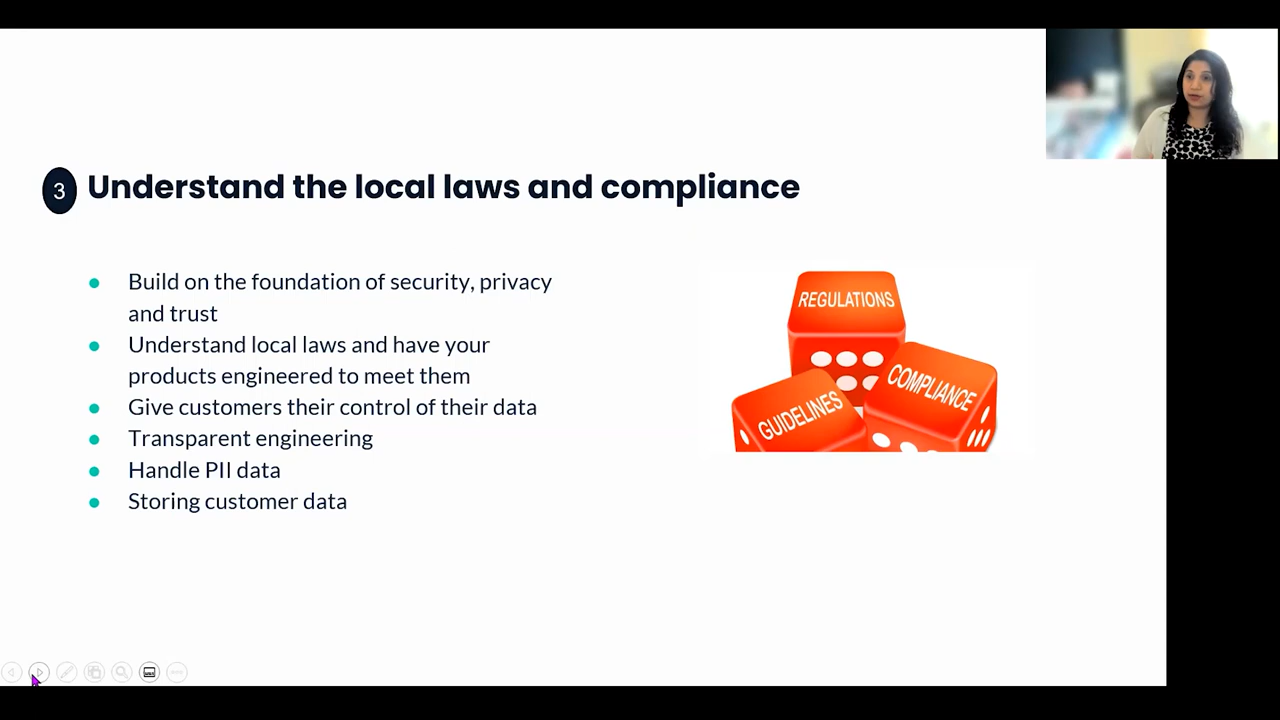 3 Understand the local laws and compliance
Build on the foundation of security, privacy
and trust
Understand local laws and have your
products engineered to meet them
Give customers their control of their data
Transparent engineering
Handle PII data
Storing customer data
REGULATIONS
COMPLIANCE
GUIDELINES